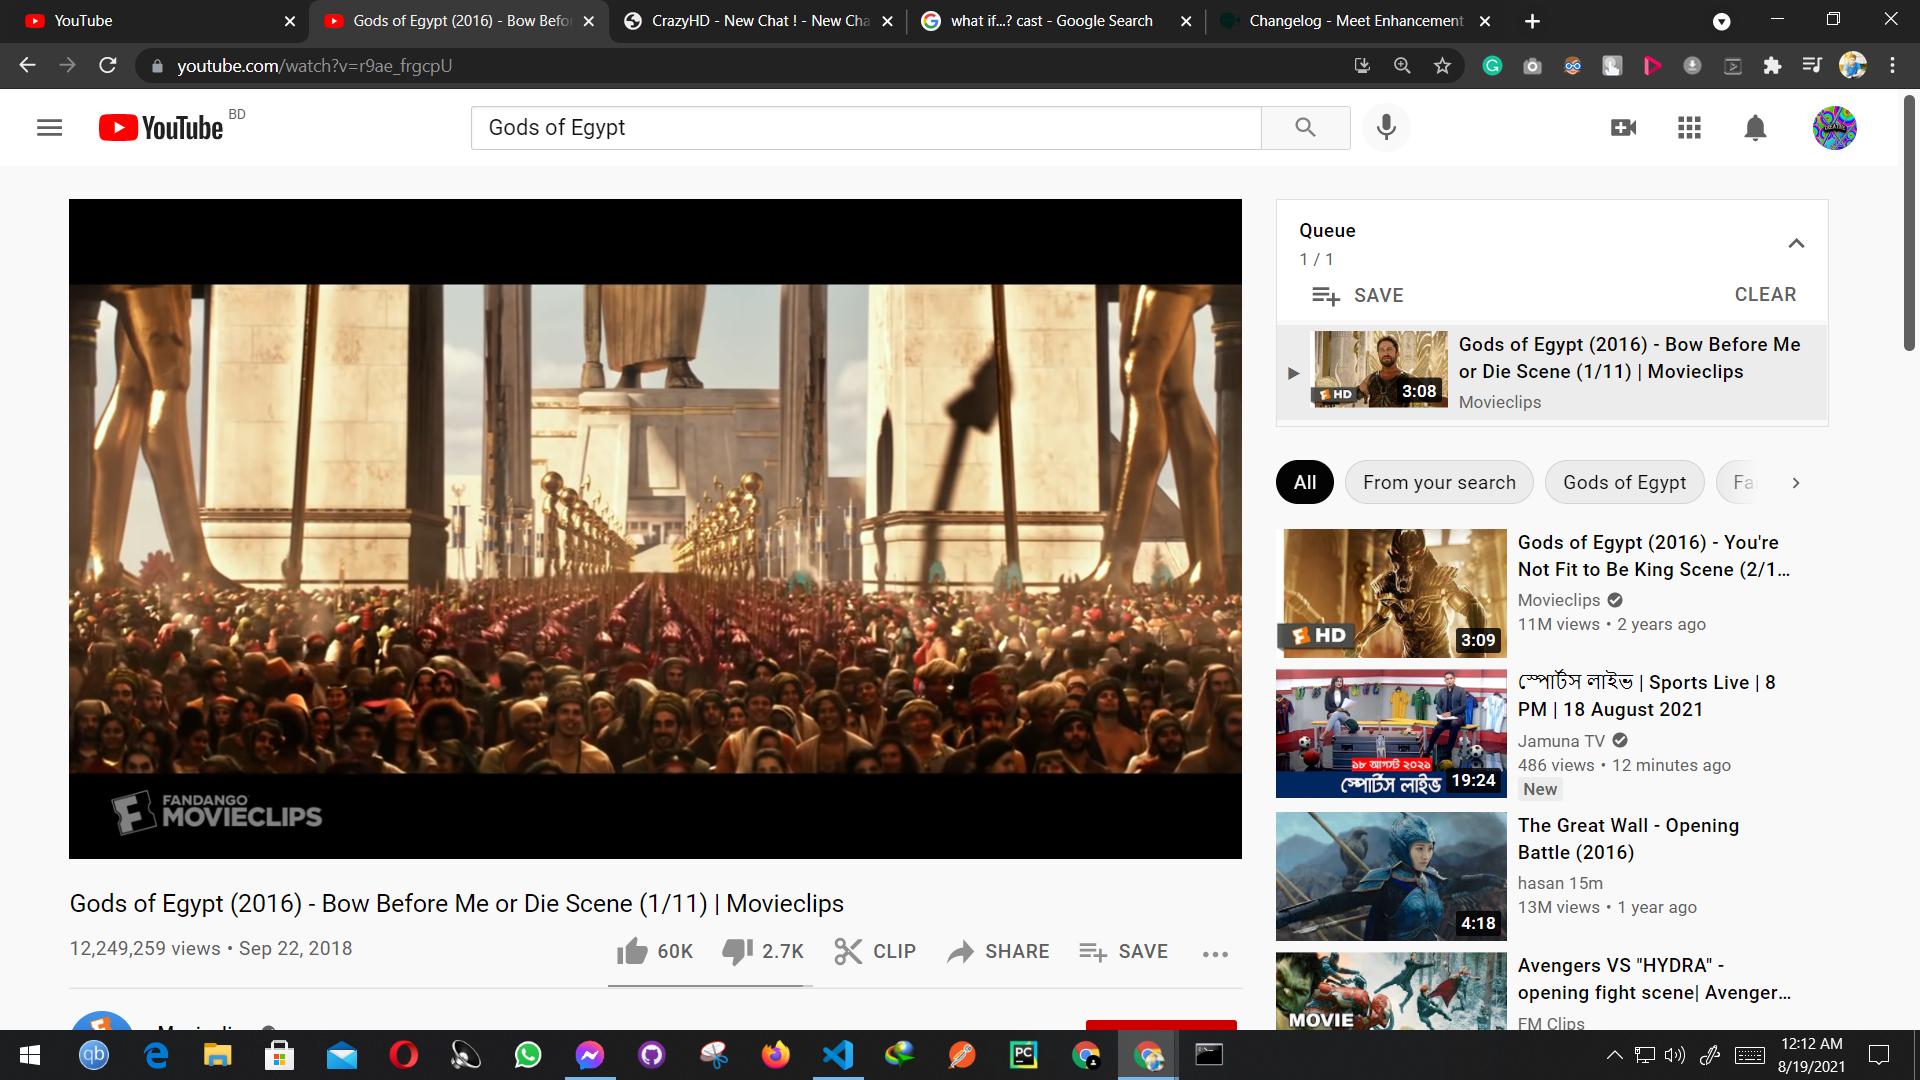 YouTube
Gods of Egypt (2016) - Bow Befo
CrazyHD - New Chat ! - New Cha
what if...? cast - Google Search
Changelog - Meet Enhancement
youtube.com/watch?v=r9ae_frgcpU
YouTube BD
Gods of Egypt
Queue
1 / 1
SAVE
CLEAR
3:08
HD
Gods of Egypt (2016) - Bow Before Me
or Die Scene (1/11) | Movieclips
Movieclips
All
From your search
Gods of Egypt
Fa
HD
3:09
Gods of Egypt (2016) - You're
Not Fit to Be King Scene (2/1...
Movieclips
11M views • 2 years ago
১৮ আগস্ট ২০২১
স্পোর্টস লাইভ
19:24
স্পোর্টস লাইভ | Sports Live | 8
PM | 18 August 2021
Jamuna TV
486 views • 12 minutes ago
New
4:18
The Great Wall - Opening
Battle (2016)
hasan 15m
13M views • 1 year ago
MOVIE
Avengers VS "HYDRA" -
opening fight scene| Avenger...
FM Clips
FANDANGO
MOVIECLIPS
Gods of Egypt (2016) - Bow Before Me or Die Scene (1/11) | Movieclips
12,249,259 views • Sep 22, 2018
60K
2.7K
CLIP
SHARE
SAVE
qb
PC
12:12 AM
8/19/2021